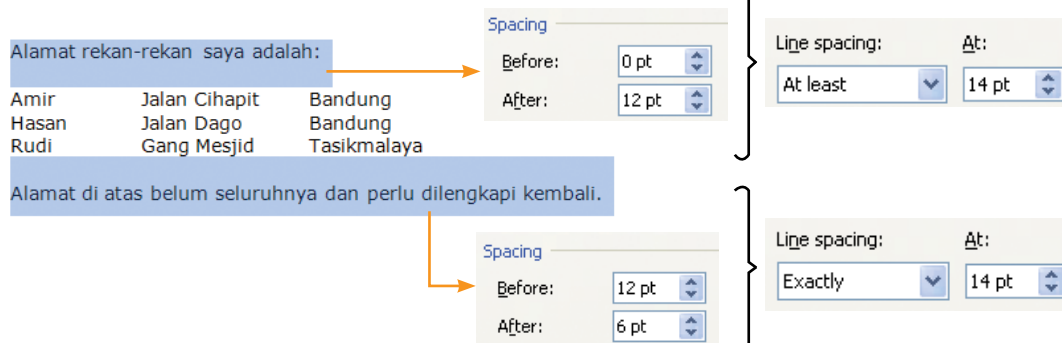 Spacing
Before: 0 pt
After: 12 pt
Line spacing: At:
At least 14 pt
Alamat rekan-rekan saya adalah:
Amir Jalan Cihapit Bandung
Hasan Jalan Dago Bandung
Rudi Gang Mesjid Tasikmalaya
Alamat di atas belum seluruhnya dan perlu dilengkapi kembali.
Spacing
Before: 12 pt
After: 6 pt
Line spacing: At:
Exactly 14 pt